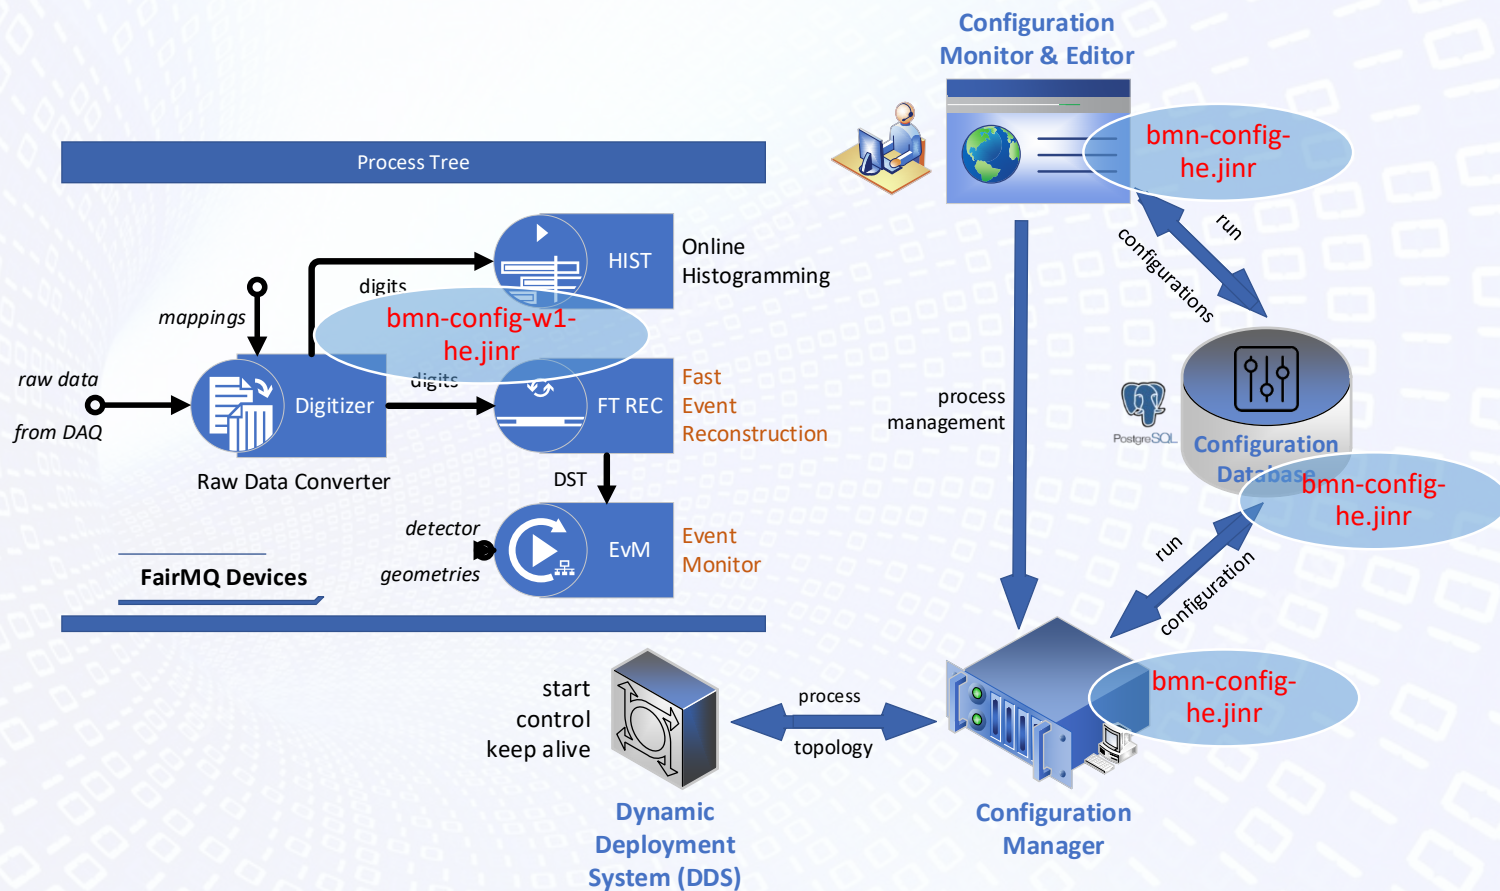 Configuration
Monitor & Editor
bmn-config-
he.jinr
Process Tree
HIST
Online
Histogramming
digits
mappings
bmn-config-w1-
he.jinr
raw data
from DAQ
Digitizer
digits
FT REC
Fast
Event
Reconstruction
Raw Data Converter
DST
detector
geometries
EvM
Event
Monitor
FairMQ Devices
run
configurations
process
management
PostgreSQL
Configuration
Database
bmn-config-
he.jinr
run
configuration
bmn-config-
he.jinr
start
control
keep alive
process
topology
Dynamic
Deployment
System (DDS)
Configuration
Manager